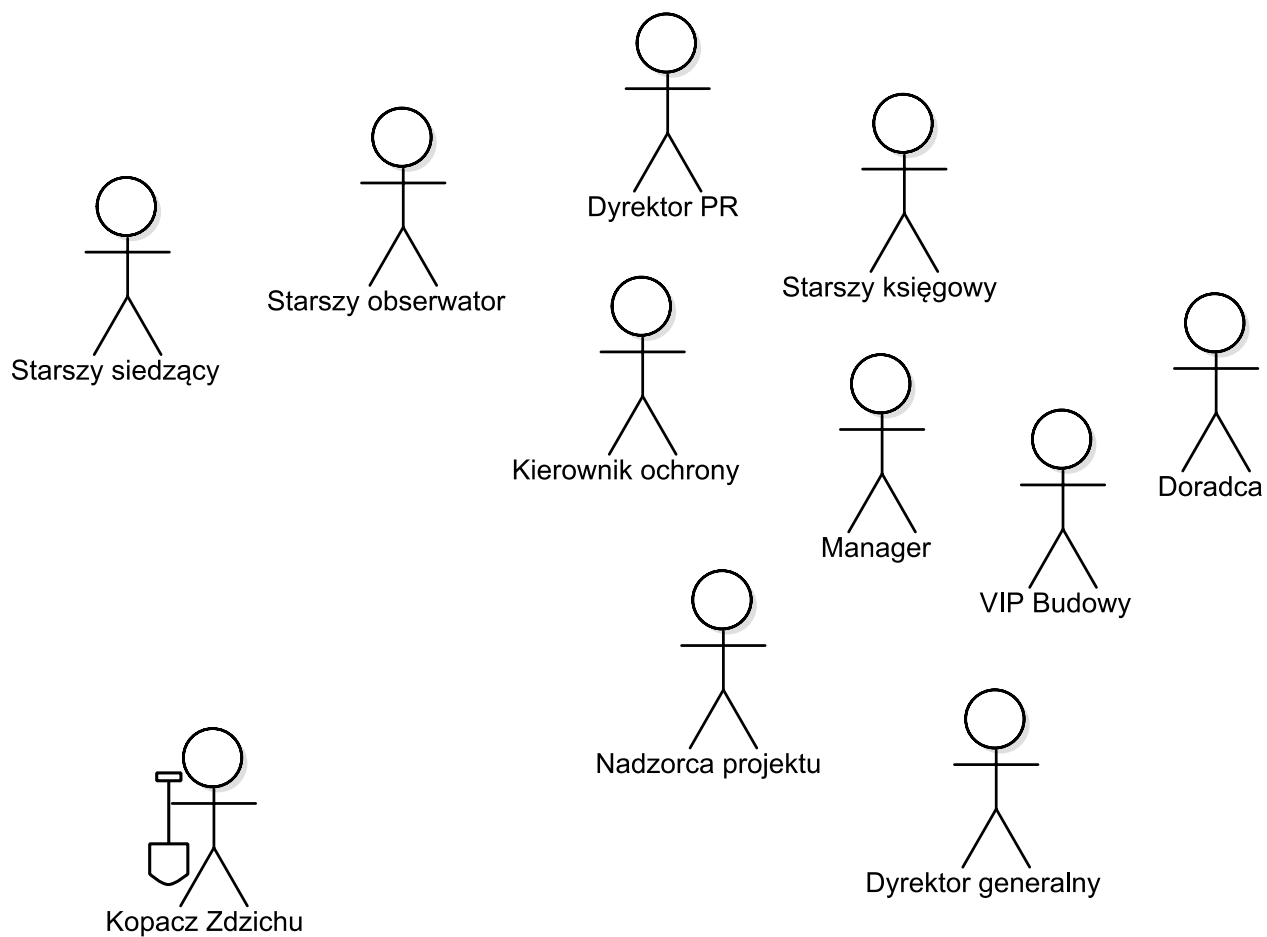 Dyrektor PR
Starszy księgowy
Starszy obserwator
Starszy siedzący
Kierownik ochrony
Doradca
Manager
VIP Budowy
Nadzorca projektu
Dyrektor generalny
Kopacz Zdzichu